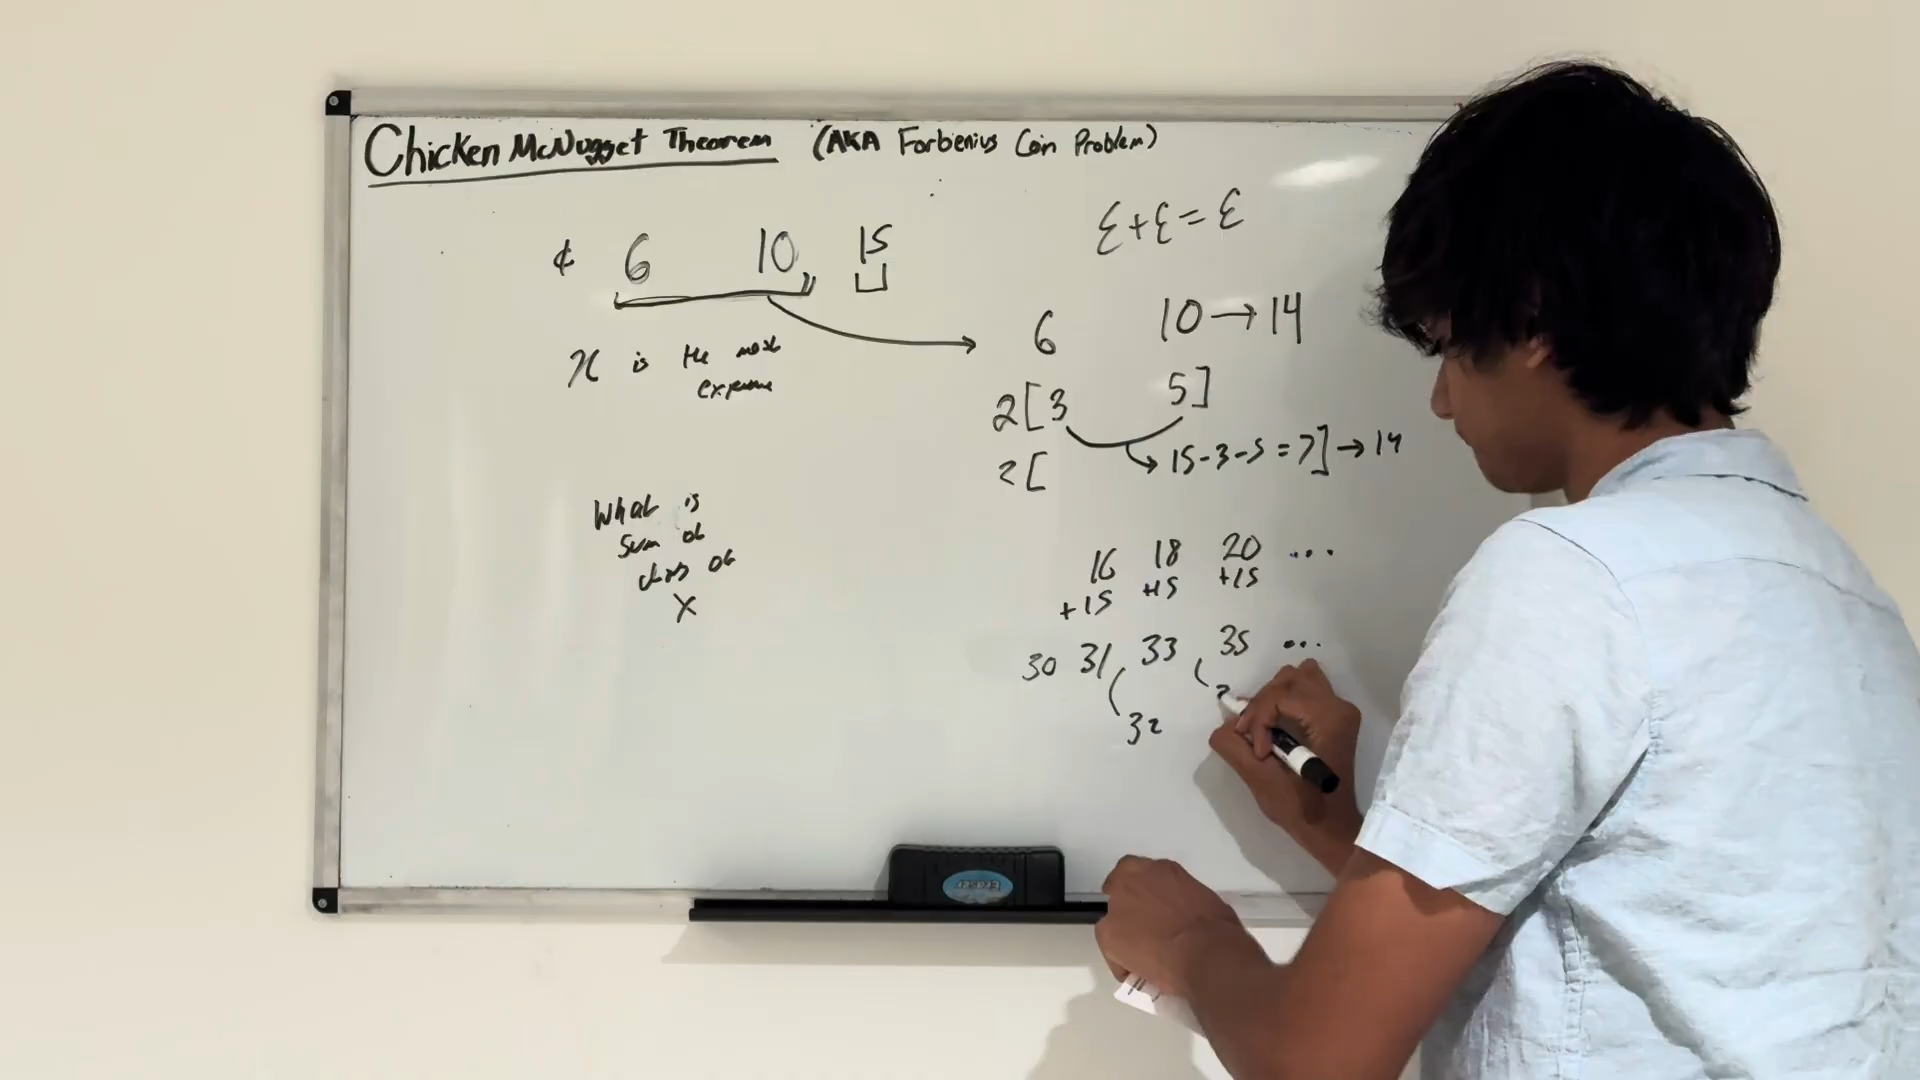 Chicken McNugget Theorem (AKA Forbenius Coin Problem)
¢ 6 10 15
x is the most
expensive
What is
sum of
digs of
X
Ɛ+Ɛ=Ɛ
6 10→14
2[3 5]
2[ →15-3-5=7]→14
16 18 20 ...
+15 +15 +15
30 31 33 35 ...
32